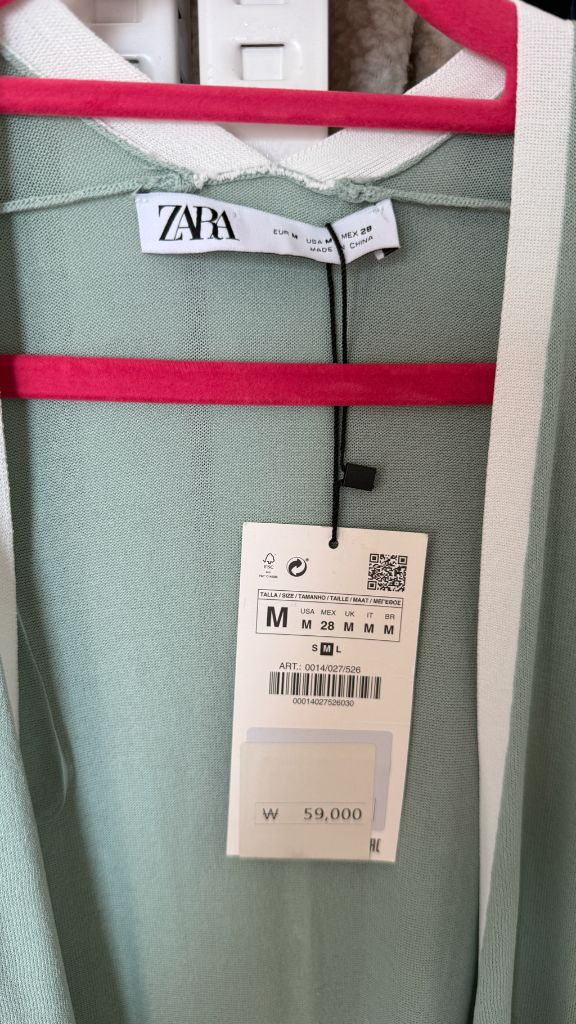 ZARA
EUR M USA M MEX 28
MADE IN CHINA
FSC
TALLA / SIZE / TAMANHO / TAILLE / MAAT / ΜΕΓΕΘΟΣ
M
USA MEX UK IT BR
M 28 M M M
S M L
ART.: 0014/027/526
00014027526030
₩ 59,000